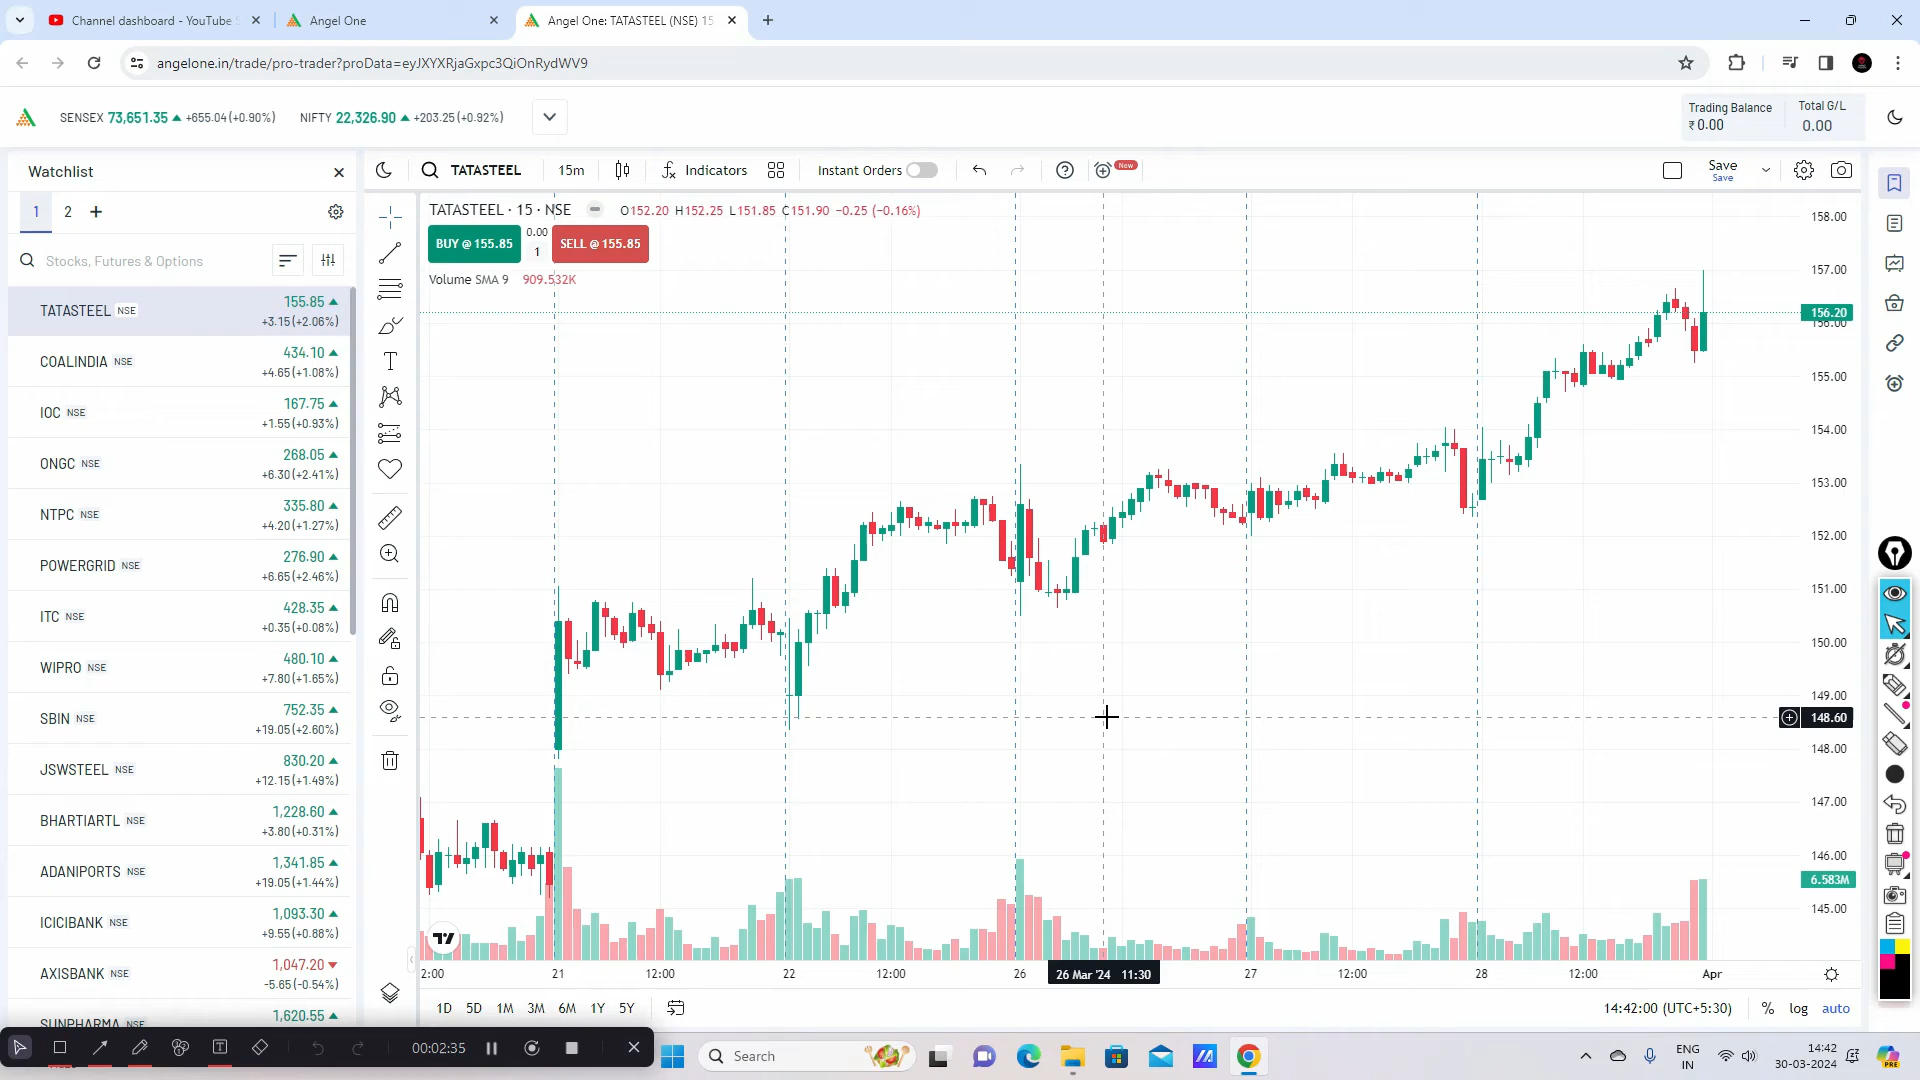 Channel dashboard - YouTube S
Angel One
Angel One: TATASTEEL (NSE) 15
angelone.in/trade/pro-trader?proData=eyJXYXRjaGxpc3QiOnRydWV9
SENSEX 73,651.35 +655.04(+0.90%) NIFTY 22,326.90 +203.25(+0.92%)
Trading Balance
₹0.00
Total G/L
0.00
Watchlist
1 2
Stocks, Futures & Options
TATASTEEL NSE 155.85
+3.15(+2.06%)
COALINDIA NSE 434.10
+4.65(+1.08%)
IOC NSE 167.75
+1.55(+0.93%)
ONGC NSE 268.05
+6.30(+2.41%)
NTPC NSE 335.80
+4.20(+1.27%)
POWERGRID NSE 276.90
+6.65(+2.46%)
ITC NSE 428.35
+0.35(+0.08%)
WIPRO NSE 480.10
+7.80(+1.65%)
SBIN NSE 752.35
+19.05(+2.60%)
JSWSTEEL NSE 830.20
+12.15(+1.49%)
BHARTIARTL NSE 1,228.60
+3.80(+0.31%)
ADANIPORTS NSE 1,341.85
+19.05(+1.44%)
ICICIBANK NSE 1,093.30
+9.55(+0.88%)
AXISBANK NSE 1,047.20
-5.65(-0.54%)
SUNPHARMA NSE 1,620.55
TATASTEEL 15m Indicators Instant Orders New Save
Save
TATASTEEL · 15 · NSE O152.20 H152.25 L151.85 C151.90 −0.25 (−0.16%)
BUY @ 155.85 0.00 1 SELL @ 155.85
Volume SMA 9 909.532K
158.00
157.00
156.20
156.00
155.00
154.00
153.00
152.00
151.00
150.00
149.00
148.60
148.00
147.00
146.00
6.583M
145.00
2:00 21 12:00 22 12:00 26 26 Mar '24 11:30 27 12:00 28 12:00 Apr
1D 5D 1M 3M 6M 1Y 5Y 14:42:00 (UTC+5:30) % log auto
00:02:35
Search
ENG
IN
14:42
30-03-2024
PRE